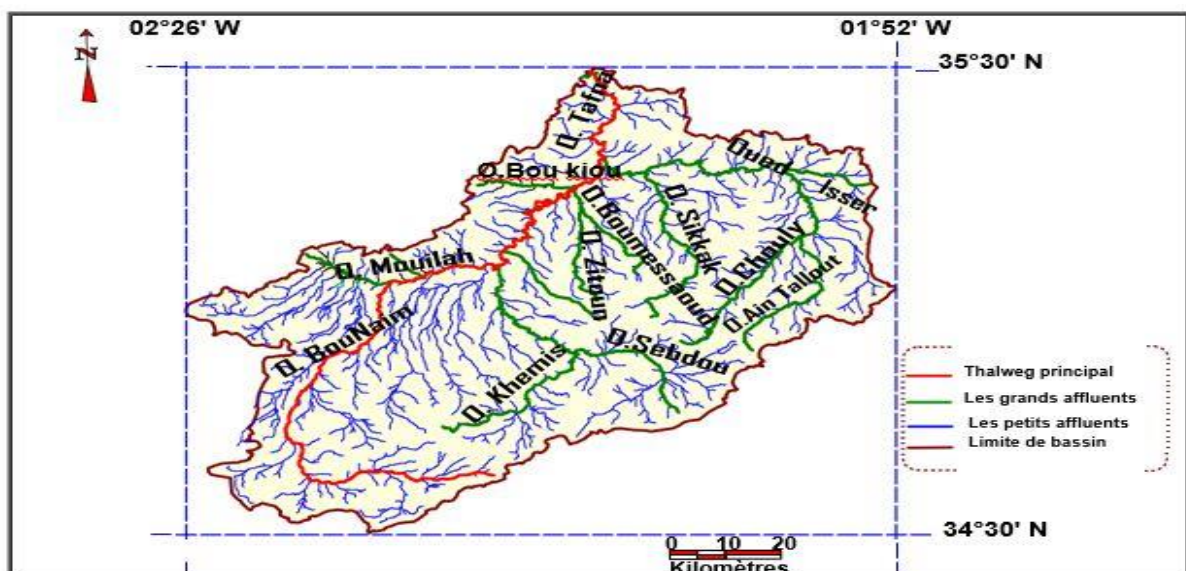 02°26' W
01°52' W
N
35°30' N
O. Tafna
O.Bou kiou
Oued Isser
O. Sikkak
O.Boumessaoud
O. Zitoun
O.Chouly
O. Mouilah
O.Ain Tallout
O. BouNaim
O.Sebdou
O. Khemis
Thalweg principal
Les grands affluents
Les petits affluents
Limite de bassin
34°30' N
0 10 20
Kilomètres